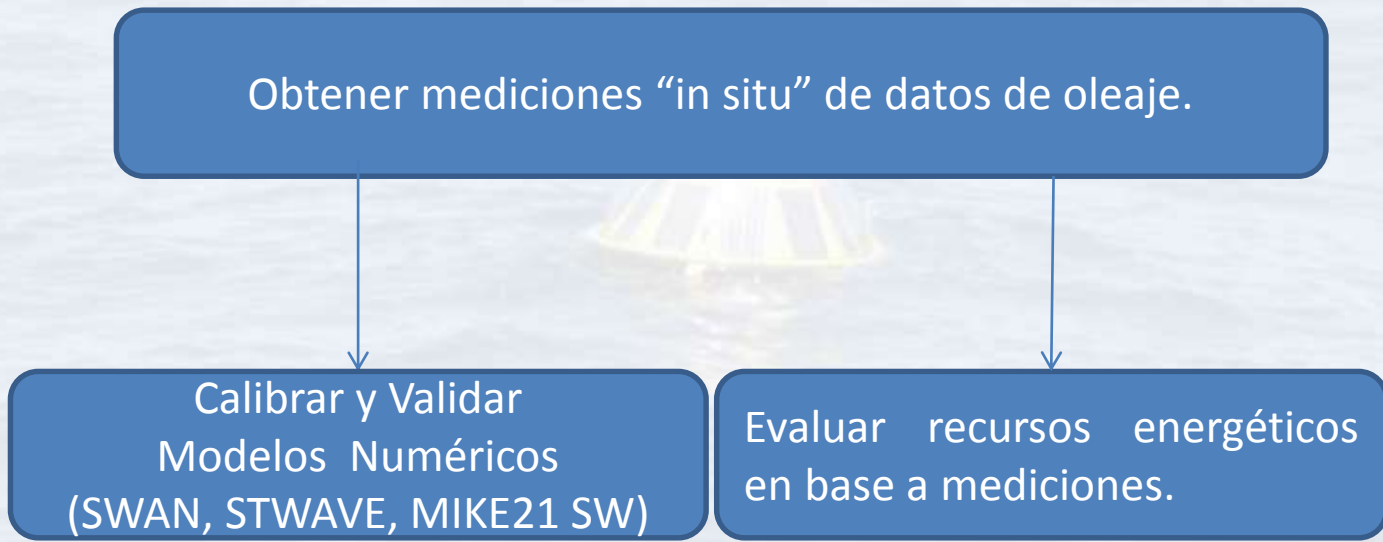 Obtener mediciones “in situ” de datos de oleaje.
Calibrar y Validar
Modelos Numéricos
(SWAN, STWAVE, MIKE21 SW)
Evaluar recursos energéticos
en base a mediciones.